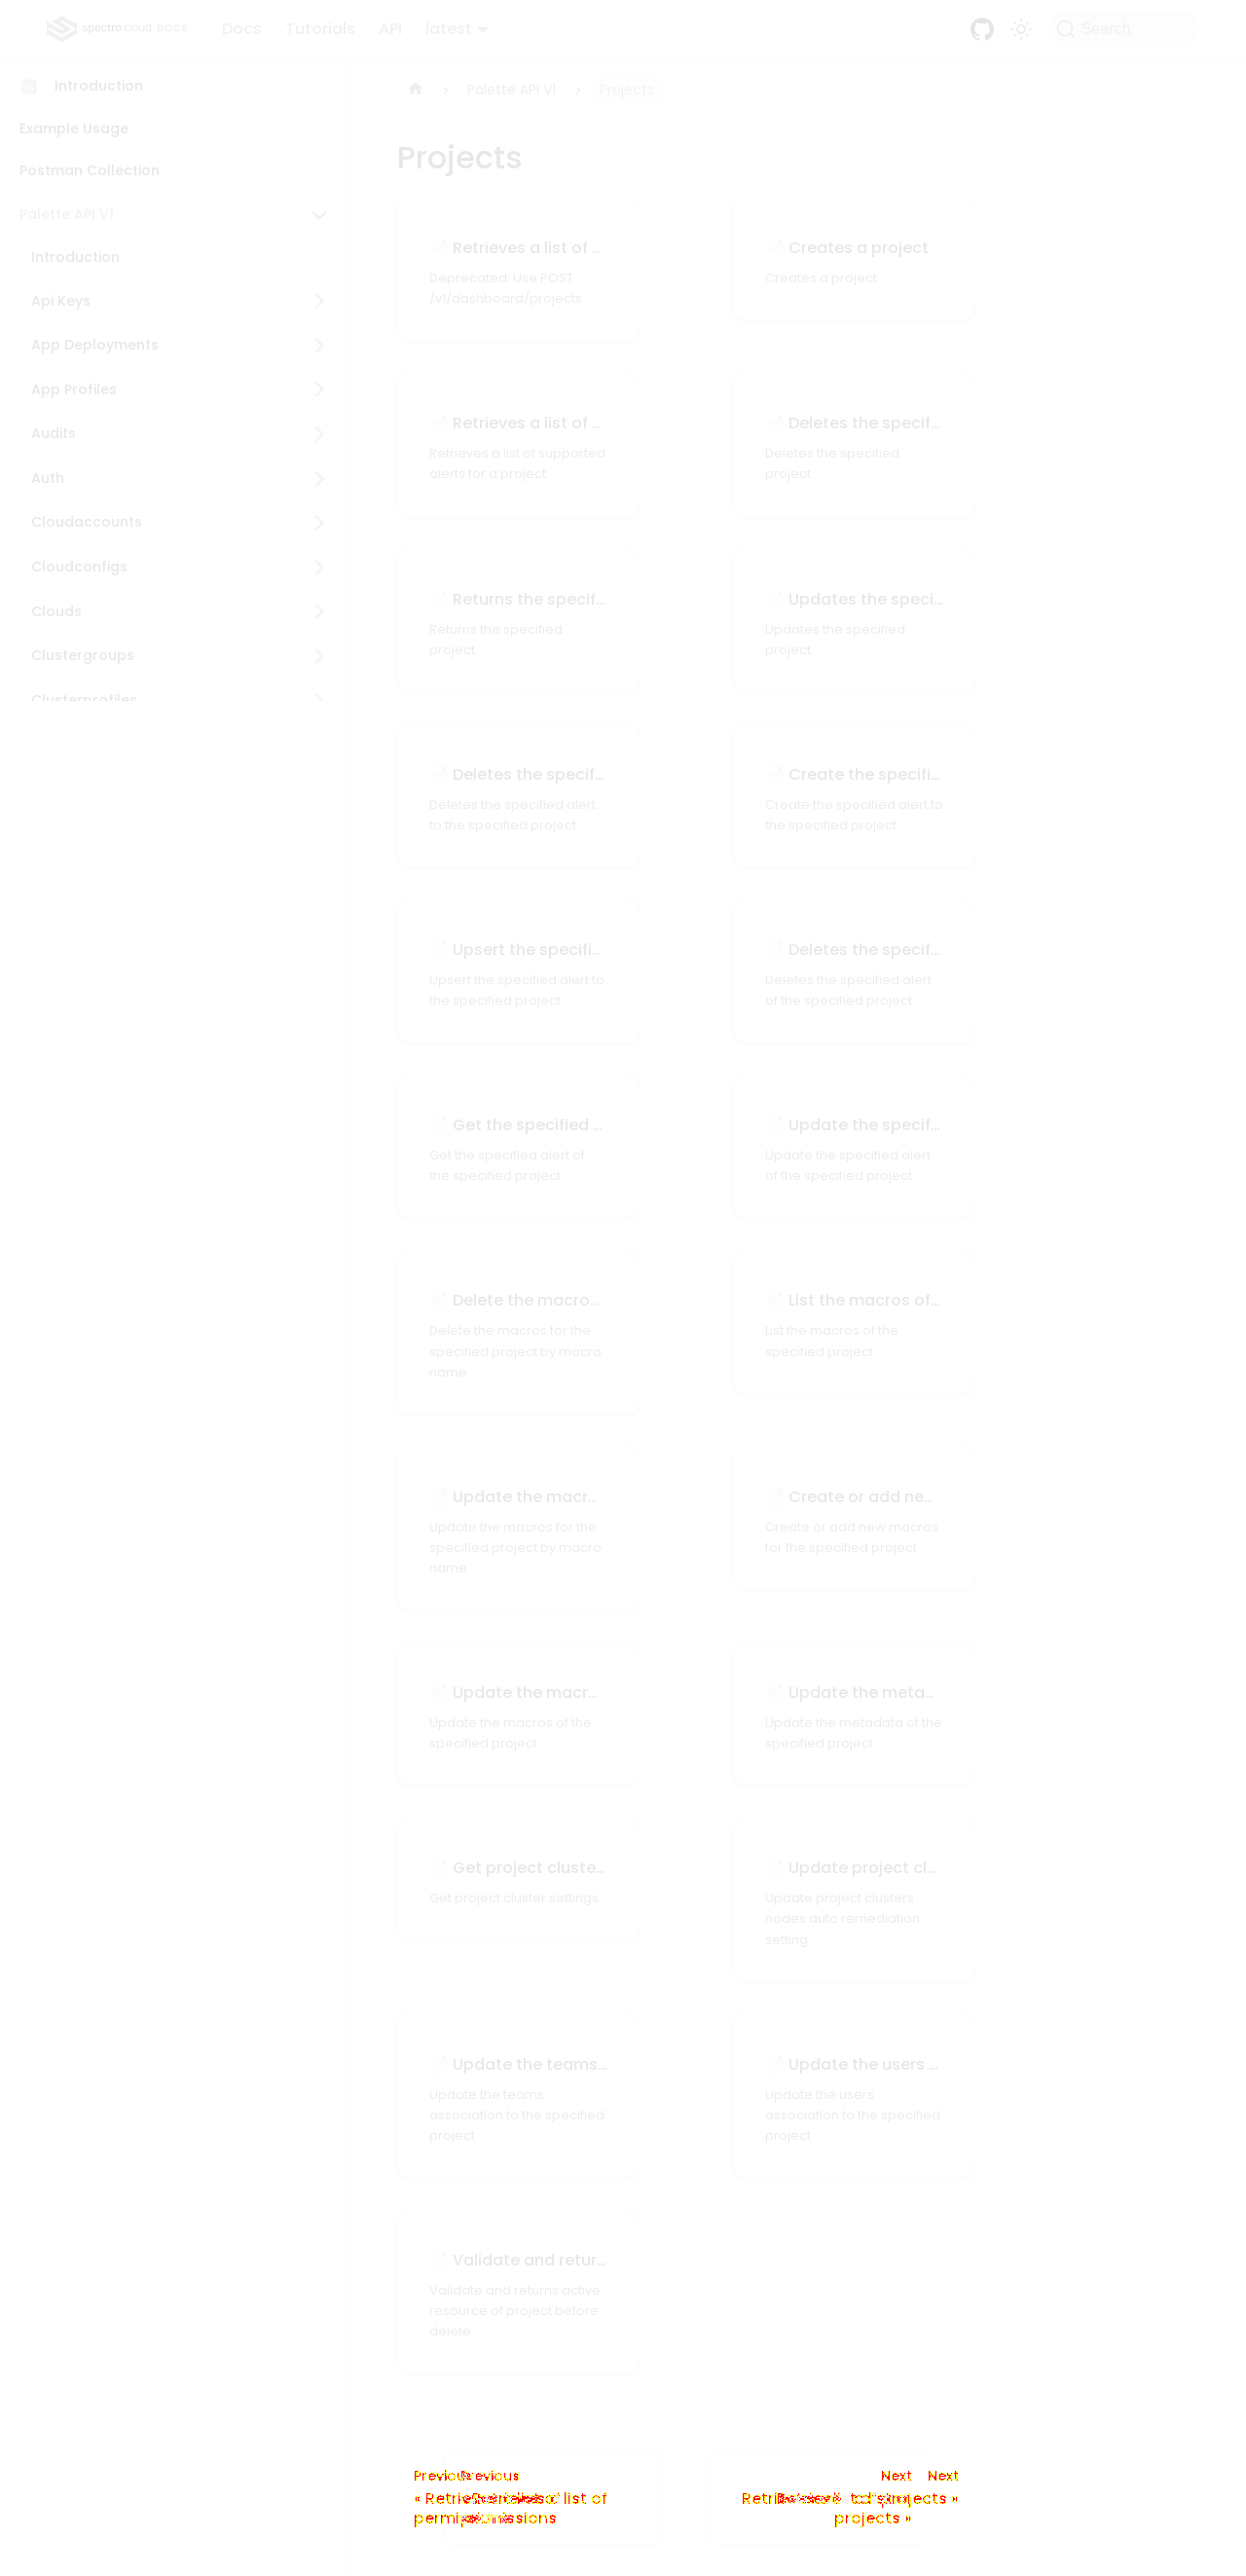 spectro cloud DOCS
Docs
Tutorials
API
latest
Search
Introduction
Example Usage
Postman Collection
Palette API V1
Introduction
Api Keys
App Deployments
App Profiles
Audits
Auth
Cloudaccounts
Cloudconfigs
Clouds
Clustergroups
Clusterprofiles
Palette API V1
Projects
Projects
Retrieves a list of ...
Deprecated. Use POST
/v1/dashboard/projects
Creates a project
Creates a project
Retrieves a list of ...
Retrieves a list of supported
alerts for a project
Deletes the specif...
Deletes the specified
project
Returns the specif...
Returns the specified
project
Updates the speci...
Updates the specified
project
Deletes the specif...
Deletes the specified alert
to the specified project
Create the specifi...
Create the specified alert to
the specified project
Upsert the specifi...
Upsert the specified alert to
the specified project
Deletes the specif...
Deletes the specified alert
of the specified project
Get the specified ...
Get the specified alert of
the specified project
Update the specif...
Update the specified alert
of the specified project
Delete the macro...
Delete the macros for the
specified project by macro
name
List the macros of...
List the macros of the
specified project
Update the macr...
Update the macros for the
specified project by macro
name
Create or add ne...
Create or add new macros
for the specified project
Update the macr...
Update the macros of the
specified project
Update the meta...
Update the metadata of the
specified project
Get project cluste...
Get project cluster settings
Update project cl...
Update project clusters
nodes auto remediation
setting
Update the teams...
Update the teams
association to the specified
project
Update the users ...
Update the users
association to the specified
project
Validate and retur...
Validate and returns active
resource of project before
delete
Previous
Previous
Next
Next
list of
projects »
projects »